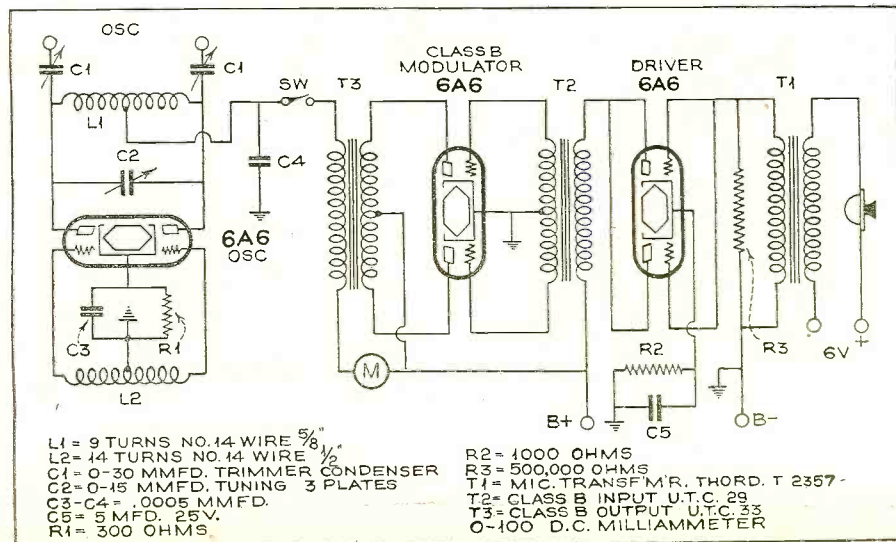 OSC
C1
C1
L1
C2
6A6
OSC
C3
R1
L2
SW
C4
T3
CLASS B
MODULATOR
6A6
T2
DRIVER
6A6
T1
M
R2
C5
R3
6V
+
B+
B-
L1 = 9 TURNS NO.14 WIRE 5/8"
L2 = 14 TURNS NO.14 WIRE 1/2"
C1 = 0-30 MMFD. TRIMMER CONDENSER
C2 = 0-15 MMFD. TUNING 3 PLATES
C3-C4 = .0005 MMFD.
C5 = 5 MFD. 25V.
R1 = 300 OHMS
R2 = 1000 OHMS
R3 = 500,000 OHMS
T1 = MIC. TRANSF'M'R. THORD. T 2357-
T2 = CLASS B INPUT U.T.C. 29
T3 = CLASS B OUTPUT U.T.C. 33
0-100 D.C. MILLIAMMETER